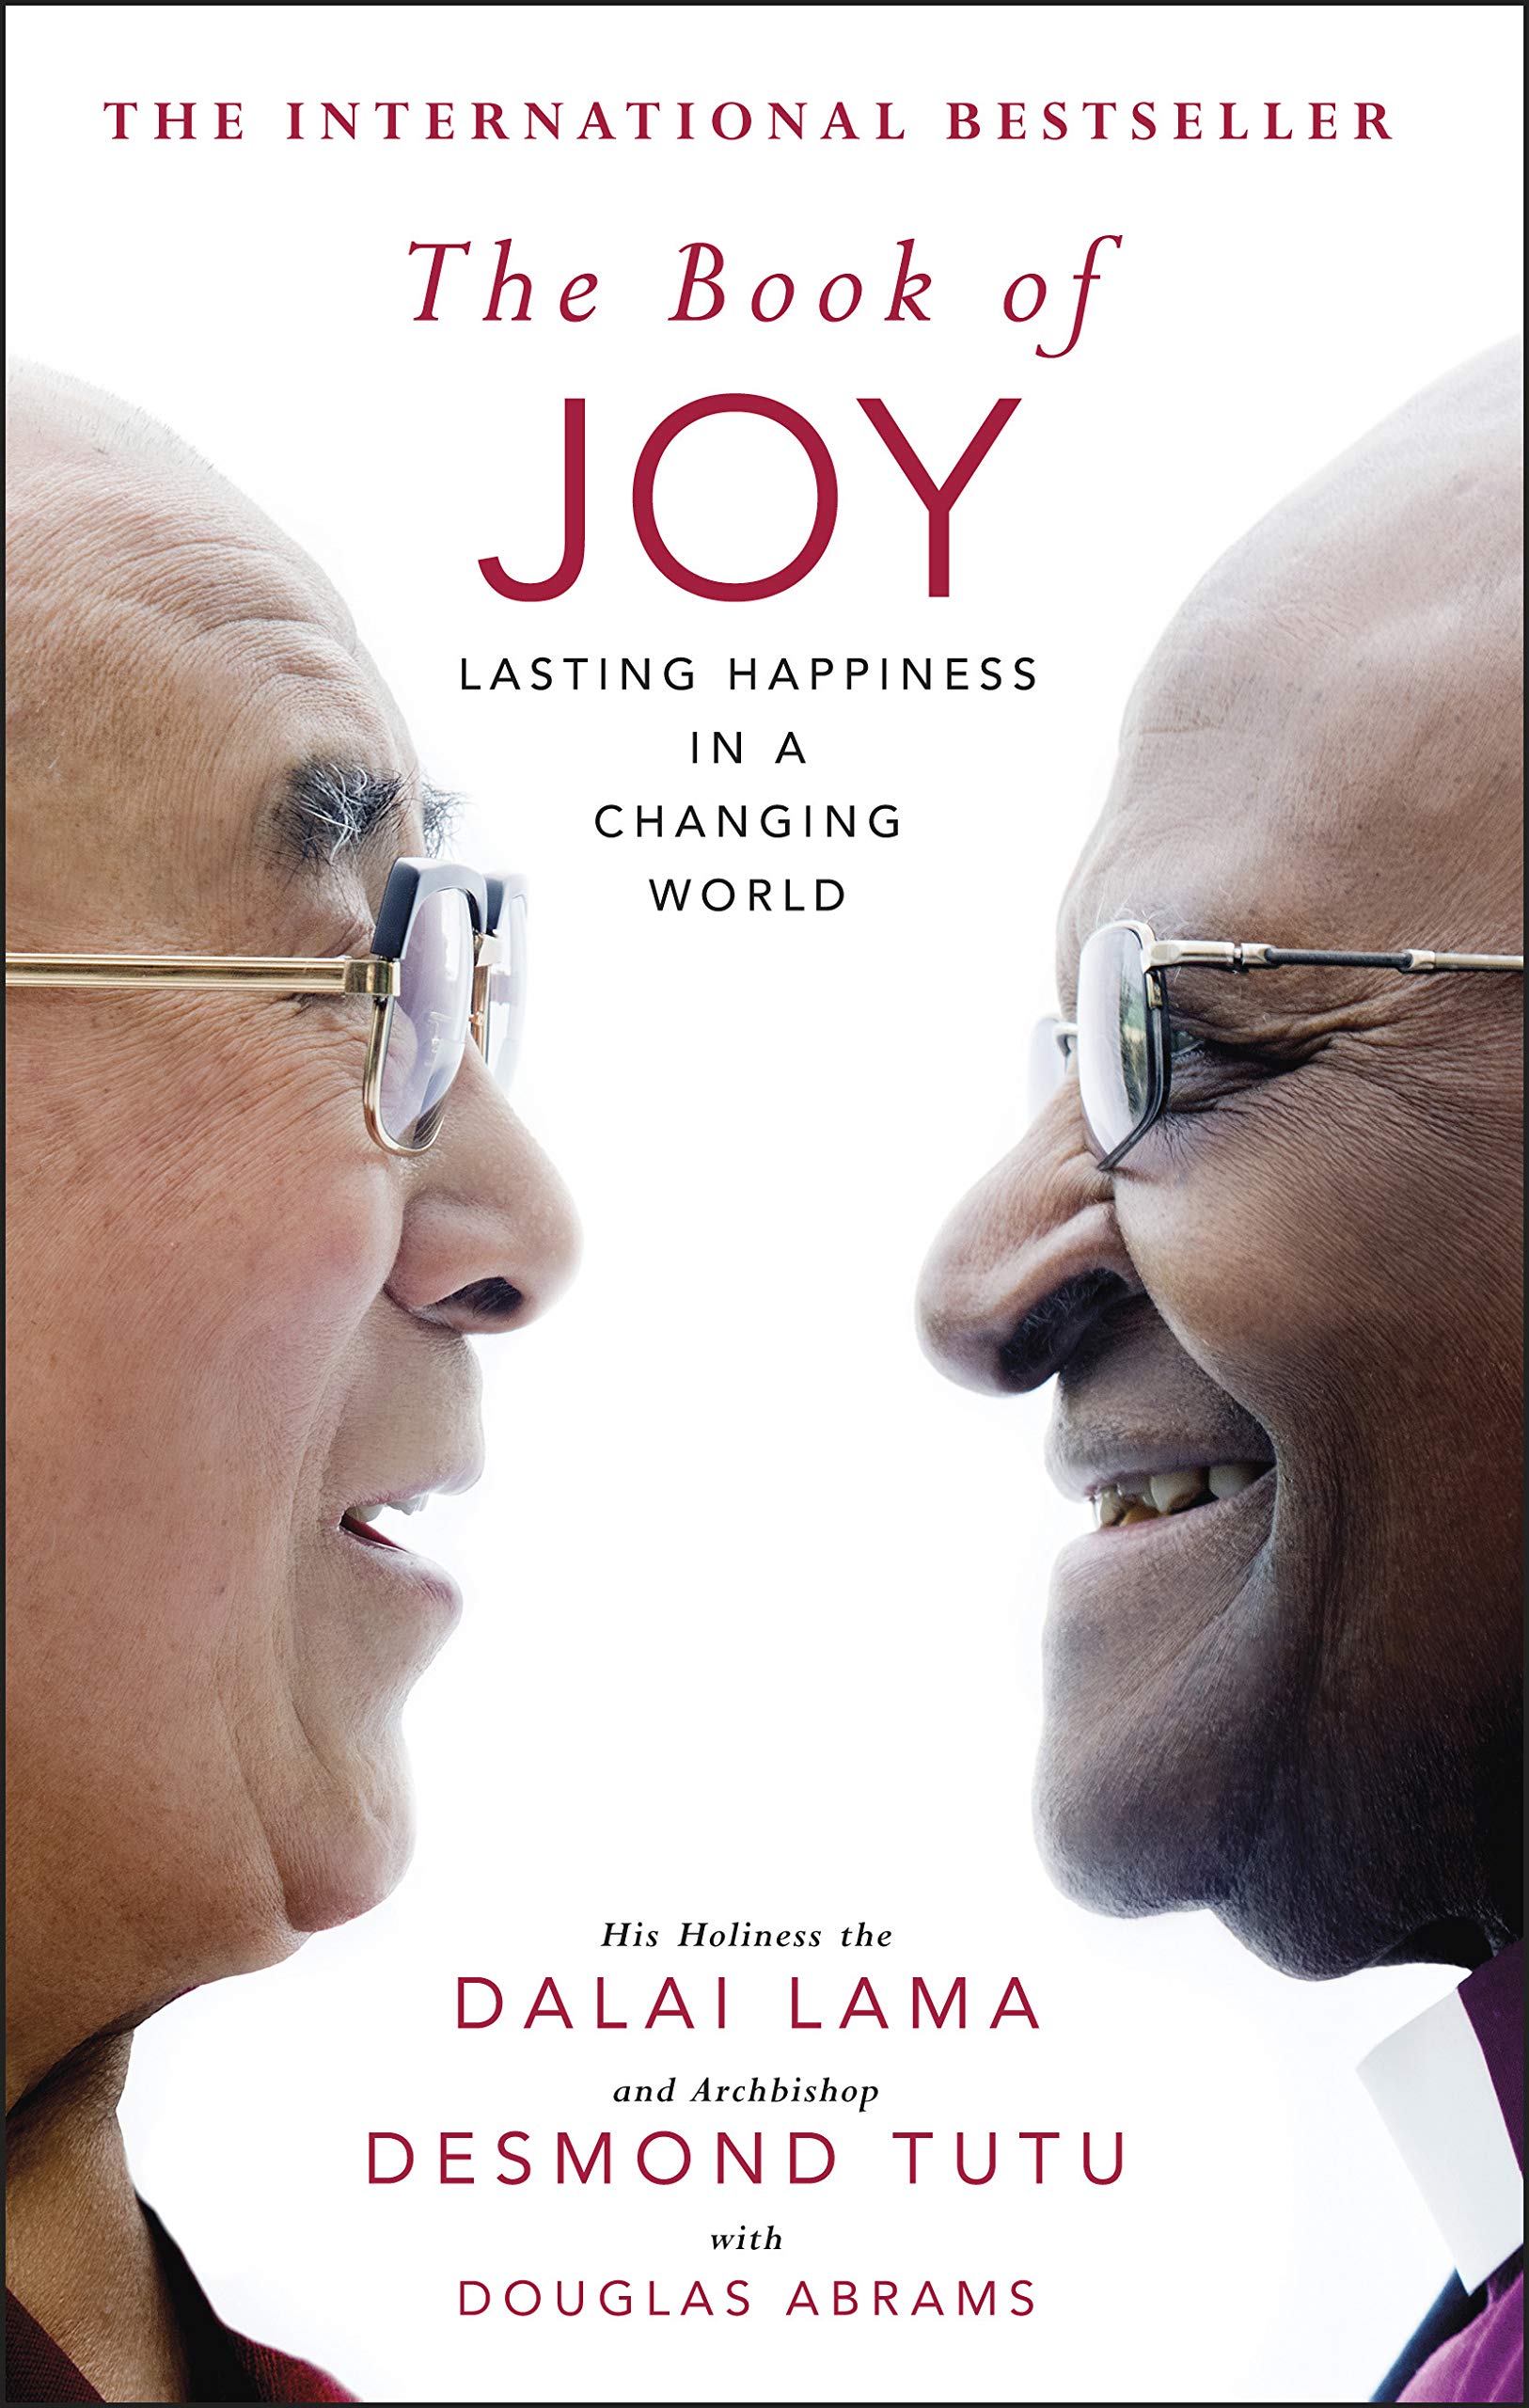 THE INTERNATIONAL BESTSELLER
The Book of
JOY
LASTING HAPPINESS
IN A
CHANGING
WORLD
His Holiness the
DALAI LAMA
and Archbishop
DESMOND TUTU
with
DOUGLAS ABRAMS